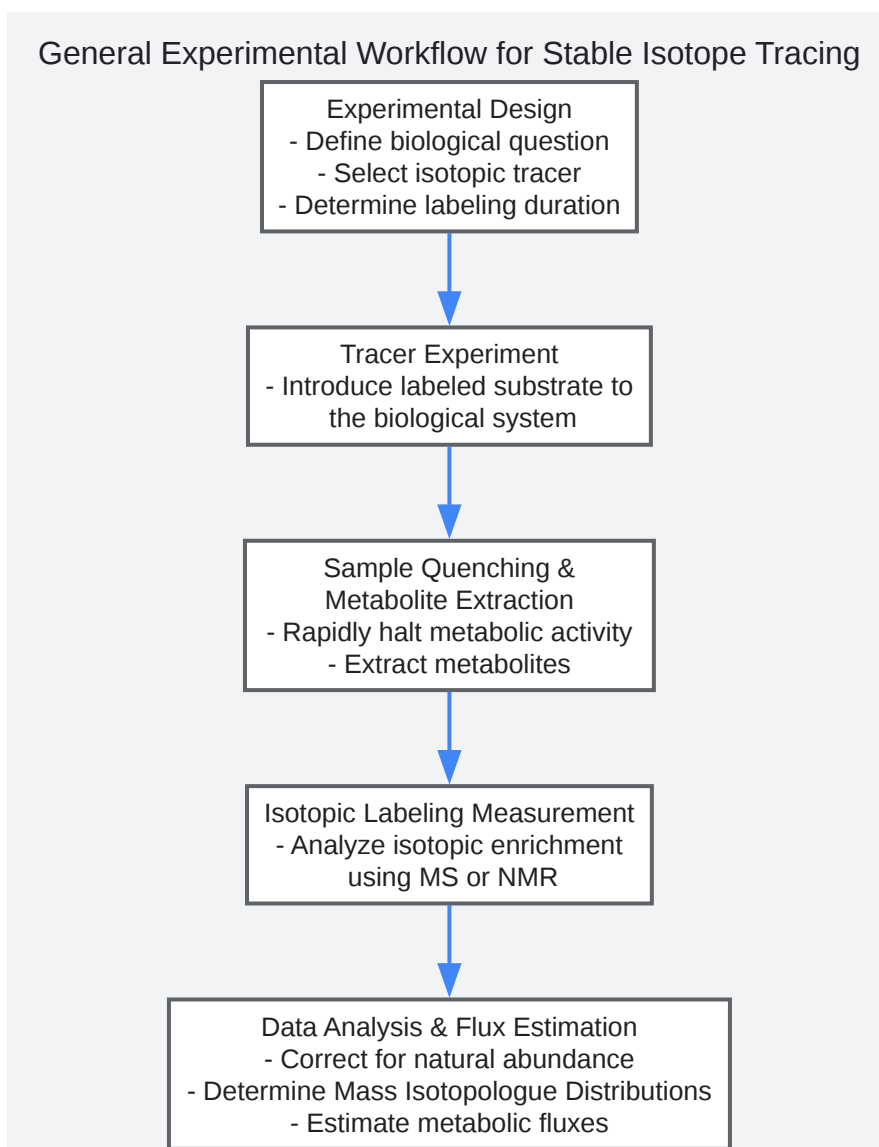 General Experimental Workflow for Stable Isotope Tracing
Experimental Design
- Define biological question
- Select isotopic tracer
- Determine labeling duration
Tracer Experiment
- Introduce labeled substrate to
the biological system
Sample Quenching &
Metabolite Extraction
- Rapidly halt metabolic activity
- Extract metabolites
Isotopic Labeling Measurement
- Analyze isotopic enrichment
using MS or NMR
Data Analysis & Flux Estimation
- Correct for natural abundance
- Determine Mass Isotopologue Distributions
- Estimate metabolic fluxes